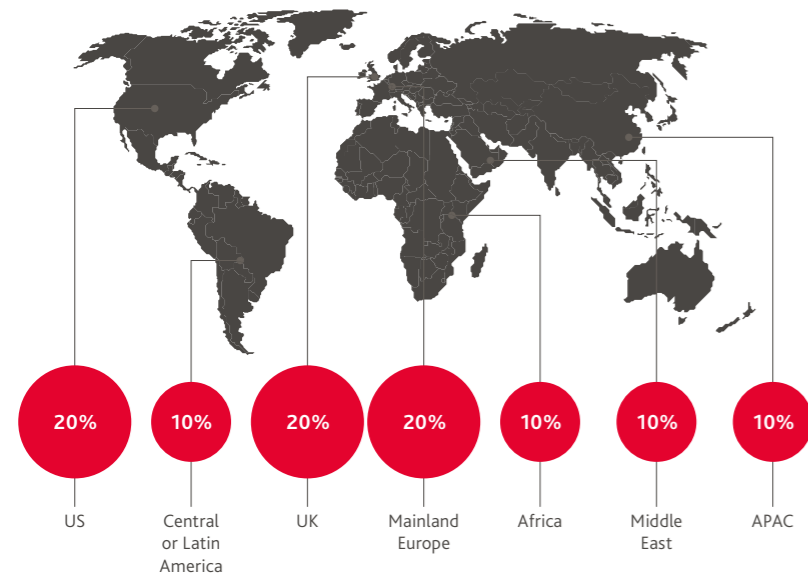 20%
10%
20%
20%
10%
10%
10%
US
Central
or Latin
America
UK
Mainland
Europe
Africa
Middle
East
APAC